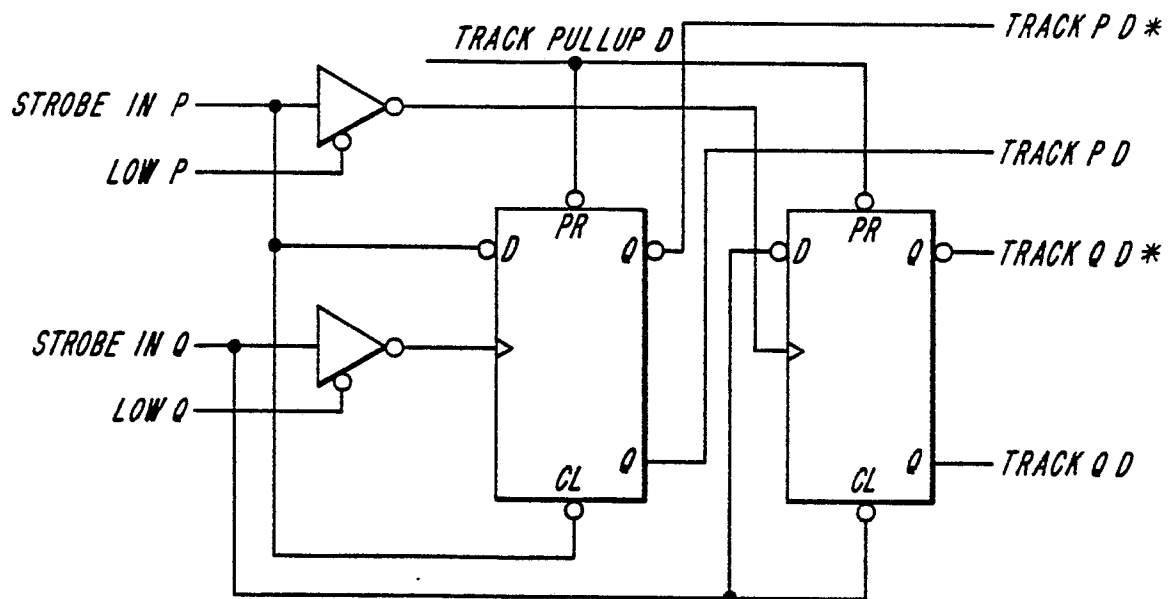 TRACK P D*
TRACK PULLUP D
STROBE IN P
LOW P
TRACK P D
PR
PR
D
Q
D
Q
TRACK Q D*
STROBE IN Q
LOW Q
Q
Q
TRACK Q D
CL
CL